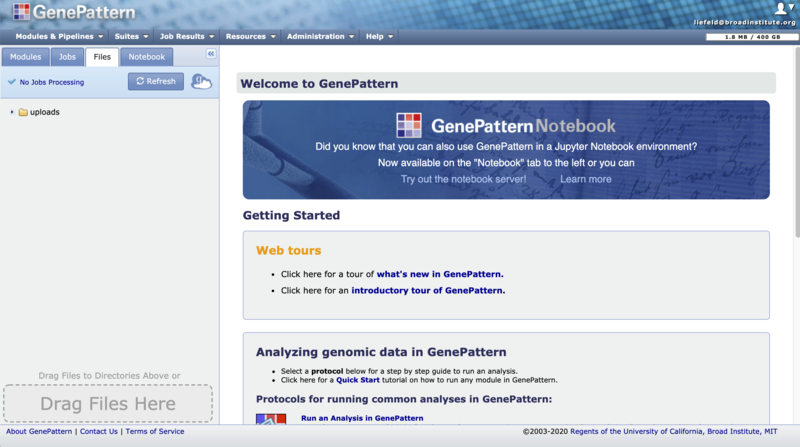 GenePattern
liefeld@broadinstitute.org
Modules & Pipelines Suites Job Results Resources Administration Help
1.8 MB / 400 GB
Modules Jobs Files Notebook
No Jobs Processing Refresh
uploads
Welcome to GenePattern
GenePattern Notebook
Did you know that you can also use GenePattern in a Jupyter Notebook environment?
Now available on the "Notebook" tab to the left or you can
Try out the notebook server! Learn more
Getting Started
Web tours
• Click here for a tour of what's new in GenePattern.
• Click here for an introductory tour of GenePattern.
Analyzing genomic data in GenePattern
• Select a protocol below for a step by step guide to run an analysis.
• Click here for a Quick Start tutorial on how to run any module in GenePattern.
Protocols for running common analyses in GenePattern:
Run an Analysis in GenePattern
Drag Files to Directories Above or
Drag Files Here
About GenePattern | Contact Us | Terms of Service
©2003-2020 Regents of the University of California, Broad Institute, MIT